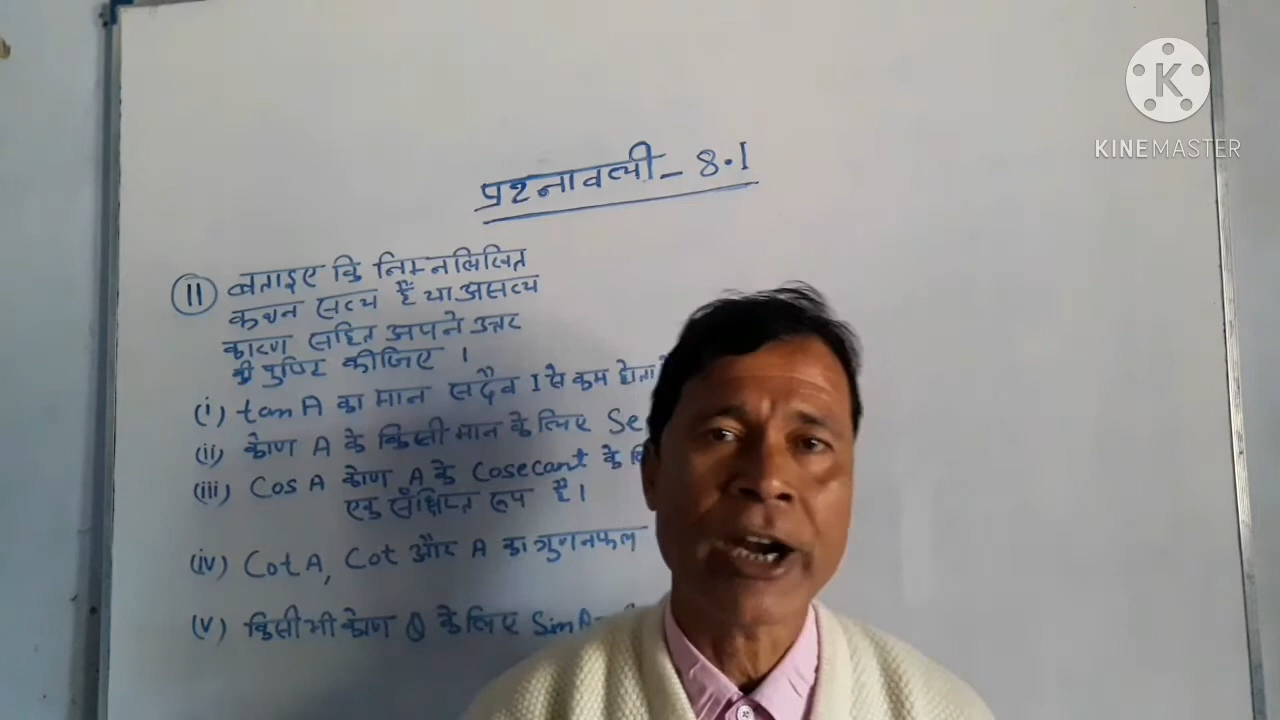 K
KINEMASTER
प्रश्नावली - 8.1
11 बताइए कि निम्नलिखित
कथन सत्य हैं या असत्य
कारण सहित अपने उत्तर
की पुष्टि कीजिए ।
(i) tan A का मान सदैव 1 से कम होता
(ii) कोण A के किसी मान के लिए Se
(iii) Cos A कोण A के Cosecant के
एक संक्षिप्त रूप है।
(iv) Cot A, Cot और A का गुणनफल
(v) किसी भी कोण θ के लिए Sin θ =